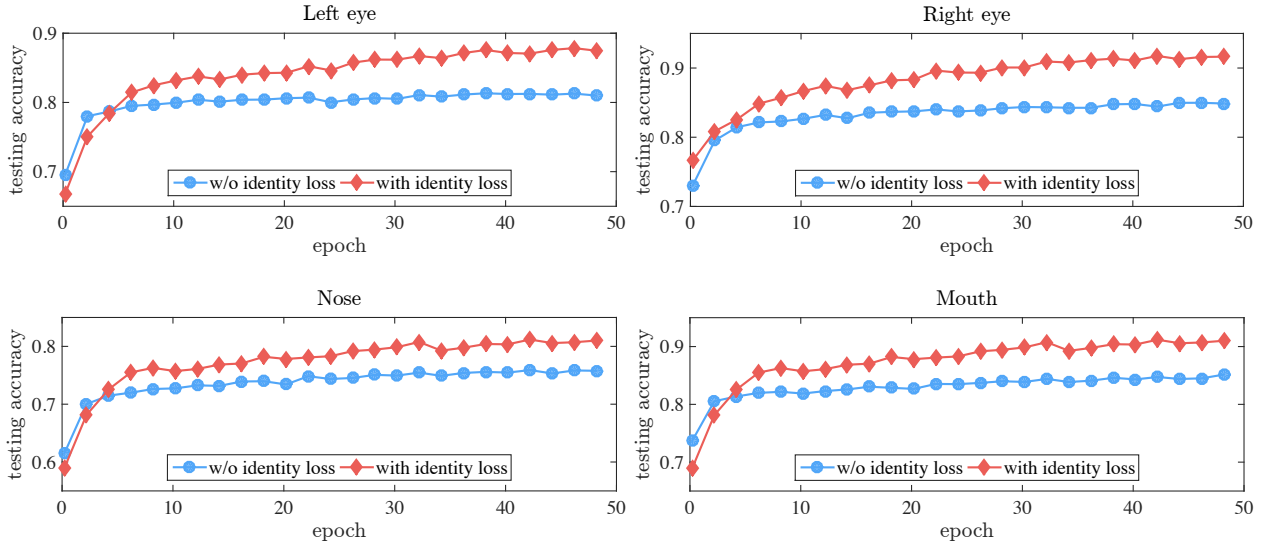 Left eye
testing accuracy
0.9
0.8
0.7
0 10 20 30 40 50
epoch
w/o identity loss with identity loss
Right eye
testing accuracy
0.9
0.8
0.7
0 10 20 30 40 50
epoch
w/o identity loss with identity loss
Nose
testing accuracy
0.8
0.7
0.6
0 10 20 30 40 50
epoch
w/o identity loss with identity loss
Mouth
testing accuracy
0.9
0.8
0.7
0 10 20 30 40 50
epoch
w/o identity loss with identity loss